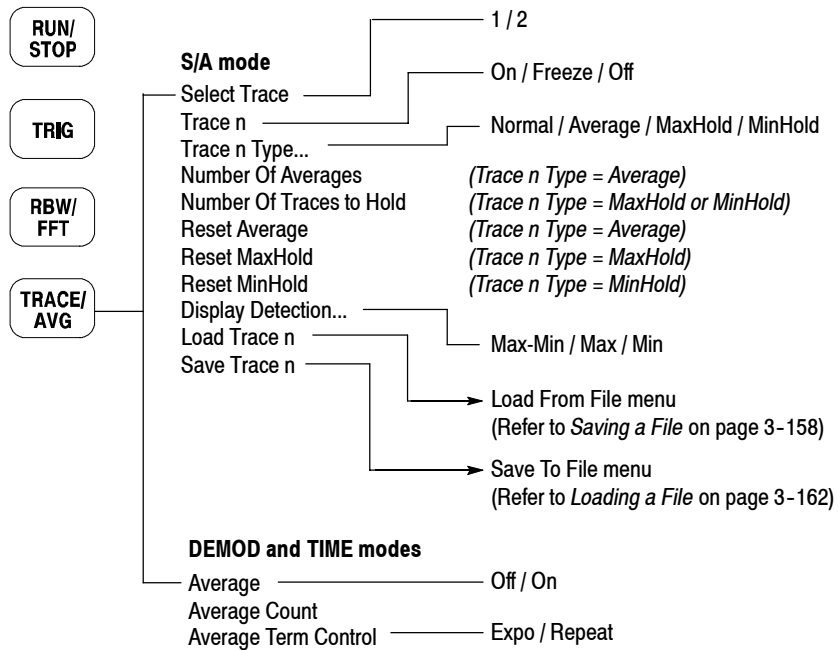 RUN/
STOP
TRIG
RBW/
FFT
TRACE/
AVG
S/A mode
Select Trace
1 / 2
Trace n
On / Freeze / Off
Trace n Type...
Normal / Average / MaxHold / MinHold
Number Of Averages (Trace n Type = Average)
Number Of Traces to Hold (Trace n Type = MaxHold or MinHold)
Reset Average (Trace n Type = Average)
Reset MaxHold (Trace n Type = MaxHold)
Reset MinHold (Trace n Type = MinHold)
Display Detection...
Max-Min / Max / Min
Load Trace n
Load From File menu
(Refer to Saving a File on page 3-158)
Save Trace n
Save To File menu
(Refer to Loading a File on page 3-162)
DEMOD and TIME modes
Average
Off / On
Average Count
Average Term Control
Expo / Repeat